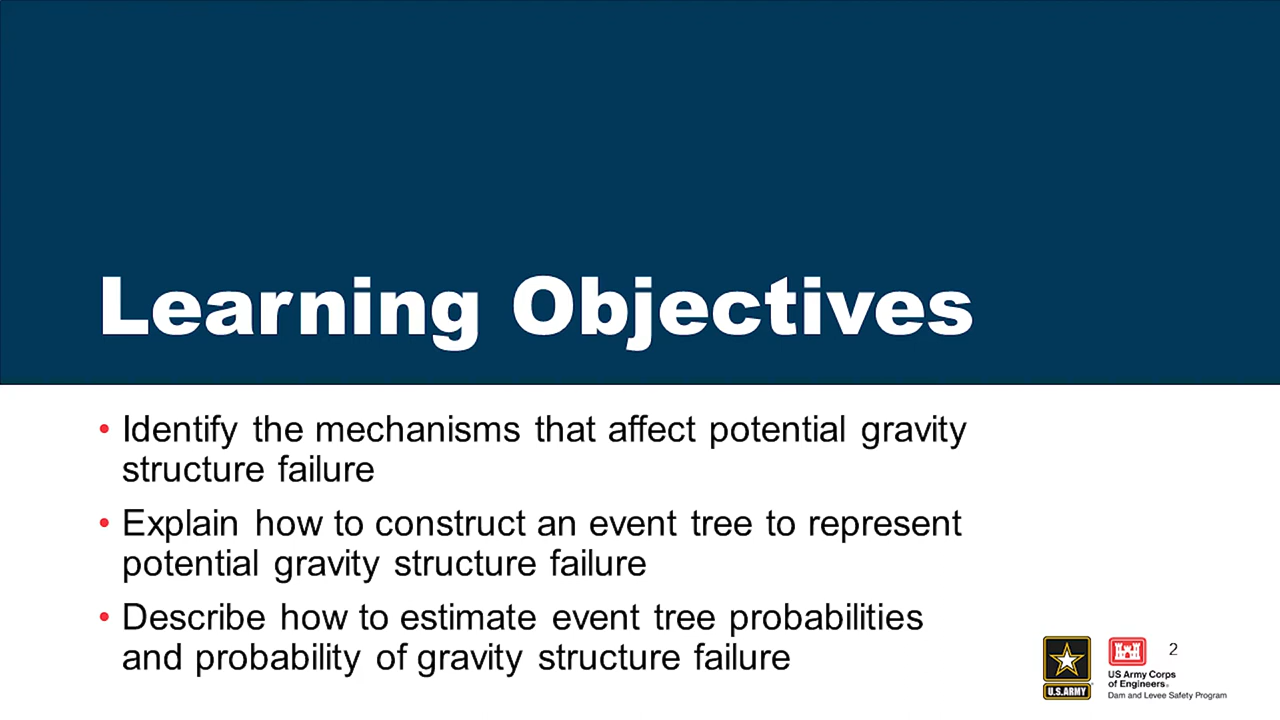 Learning Objectives
• Identify the mechanisms that affect potential gravity
structure failure
• Explain how to construct an event tree to represent
potential gravity structure failure
• Describe how to estimate event tree probabilities
and probability of gravity structure failure
2
U.S. ARMY
US Army Corps
of Engineers®
Dam and Levee Safety Program